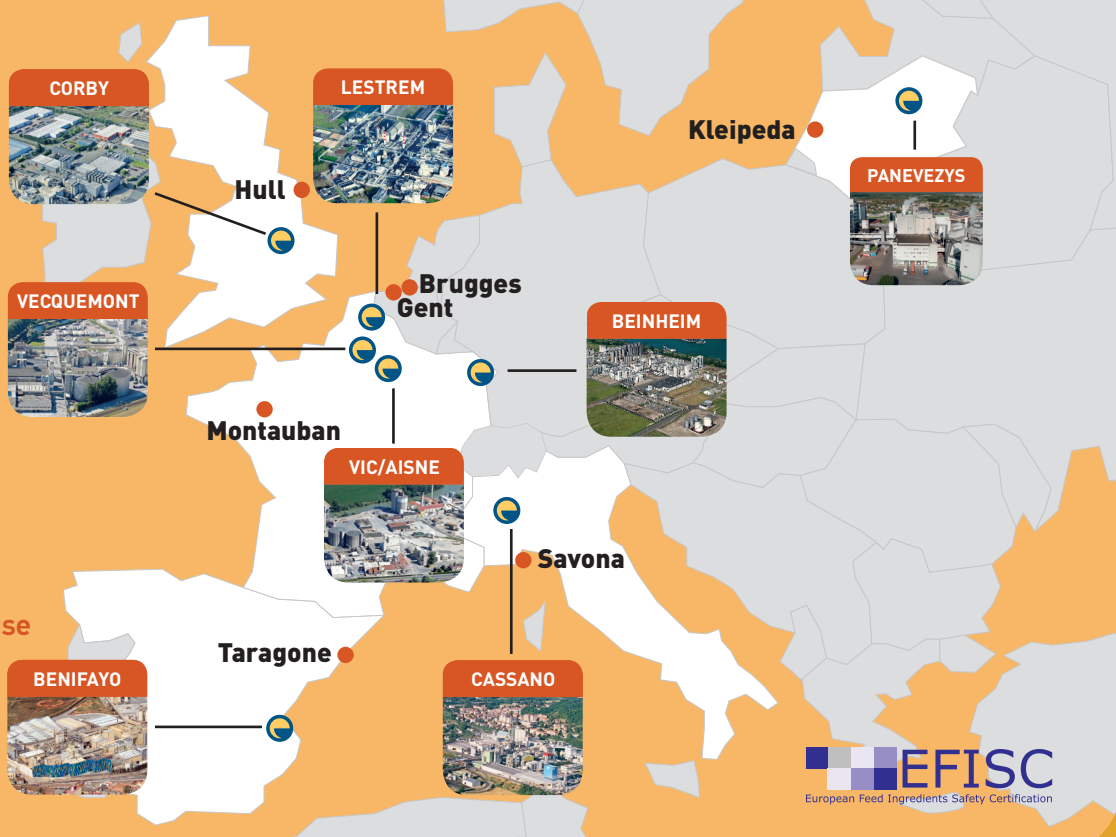 CORBY
LESTREM
Kleipeda
PANEVEZYS
Hull
Brugges
Gent
VECQUEMONT
BEINHEIM
Montauban
VIC/AISNE
Savona
se
Taragone
BENIFAYO
CASSANO
EFISC
European Feed Ingredients Safety Certification